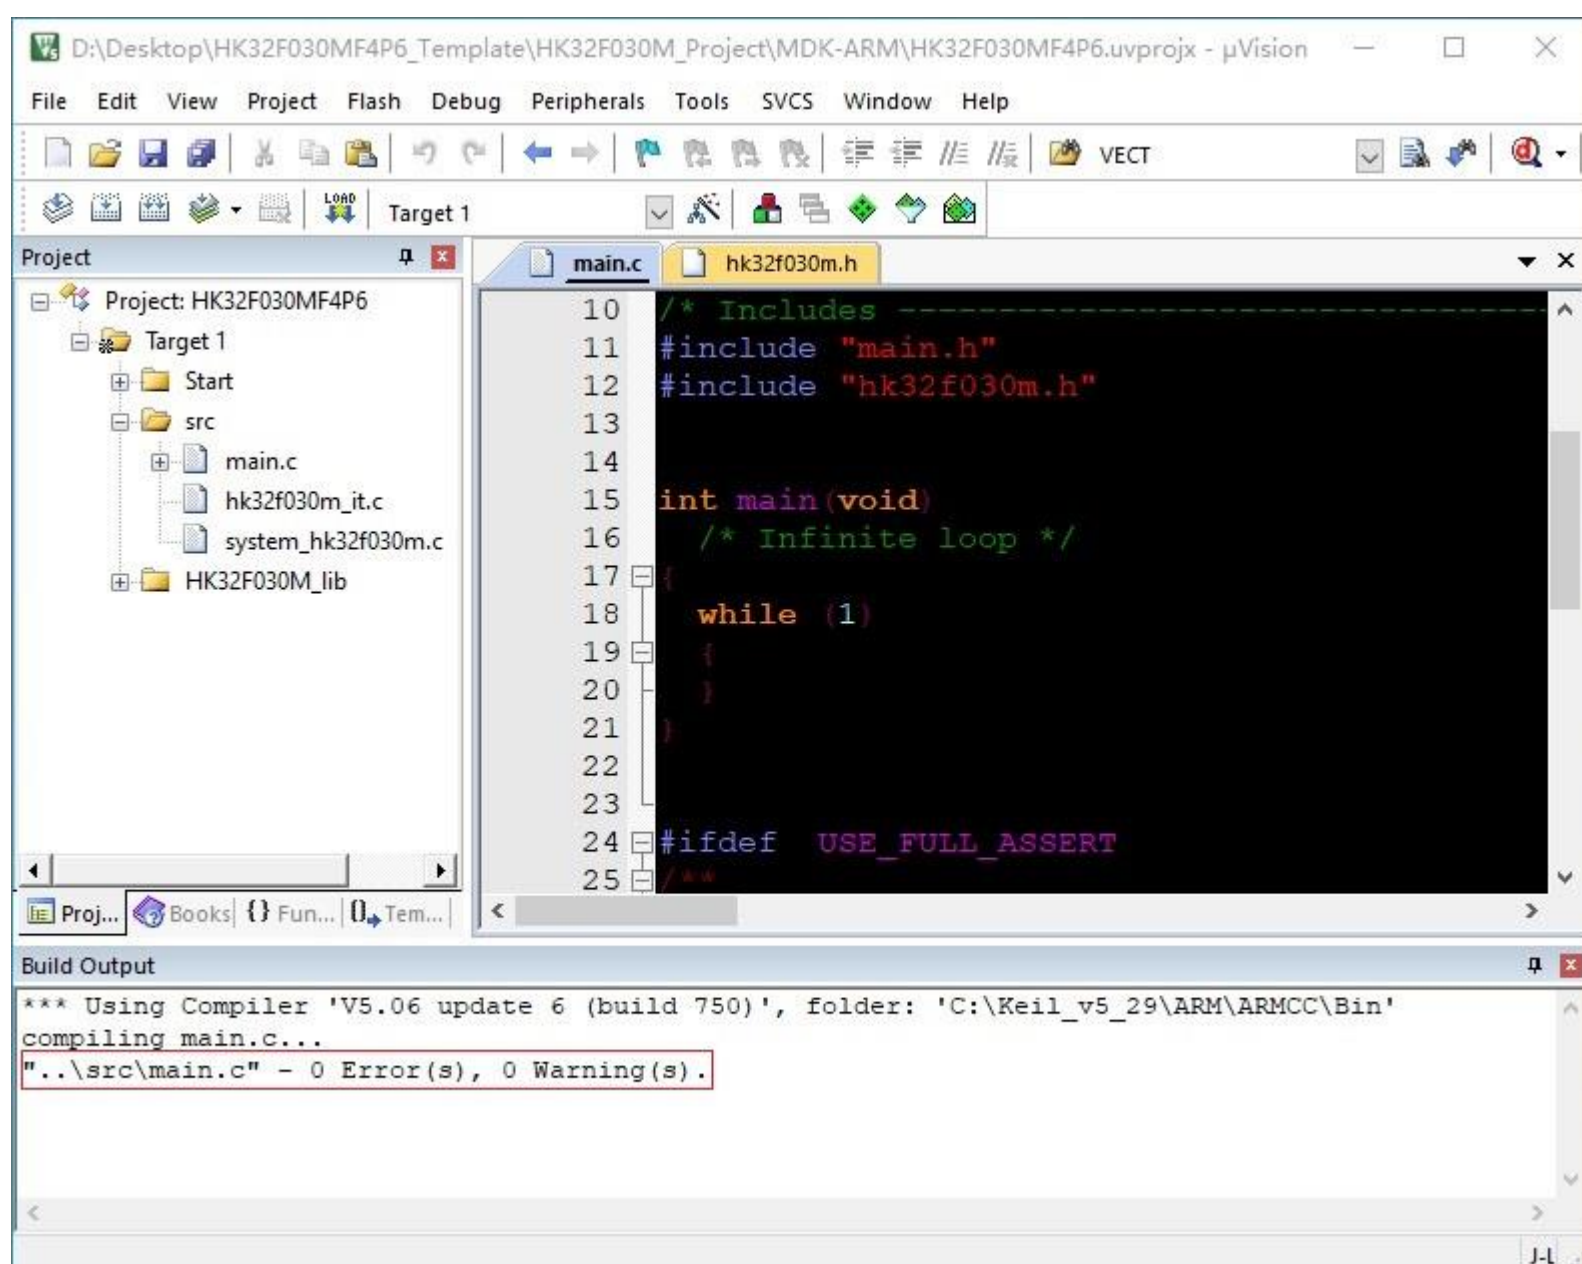 D:\Desktop\HK32F030MF4P6_Template\HK32F030M_Project\MDK-ARM\HK32F030MF4P6.uvprojx - µVision
File Edit View Project Flash Debug Peripherals Tools SVCS Window Help
VECT
LOAD Target 1
Project
main.c hk32f030m.h
Project: HK32F030MF4P6
Target 1
Start
src
main.c
hk32f030m_it.c
system_hk32f030m.c
HK32F030M_lib
10 /* Includes ---------------------------------
11 #include "main.h"
12 #include "hk32f030m.h"
13
14
15 int main(void)
16 /* Infinite loop */
17 {
18 while (1)
19 {
20 }
21 }
22
23
24 #ifdef USE_FULL_ASSERT
25 /**
Proj... Books {} Fun... Tem...
Build Output
*** Using Compiler 'V5.06 update 6 (build 750)', folder: 'C:\Keil_v5_29\ARM\ARMCC\Bin'
compiling main.c...
"..\src\main.c" - 0 Error(s), 0 Warning(s).
J-L